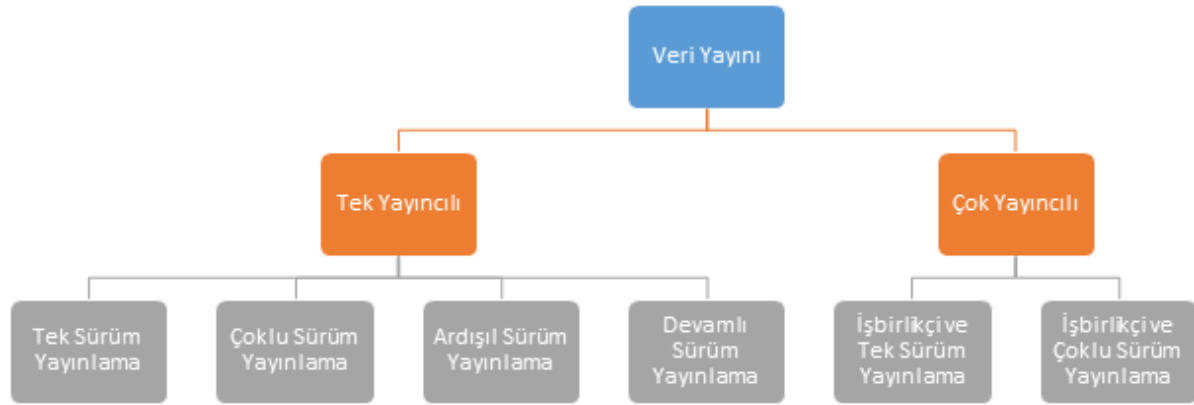 Veri Yayını
Tek Yayıncılı
Çok Yayıncılı
Tek Sürüm
Yayınlama
Çoklu Sürüm
Yayınlama
Ardışıl Sürüm
Yayınlama
Devamlı
Sürüm
Yayınlama
İşbirlikçi ve
Tek Sürüm
Yayınlama
İşbirlikçi ve
Çoklu Sürüm
Yayınlama